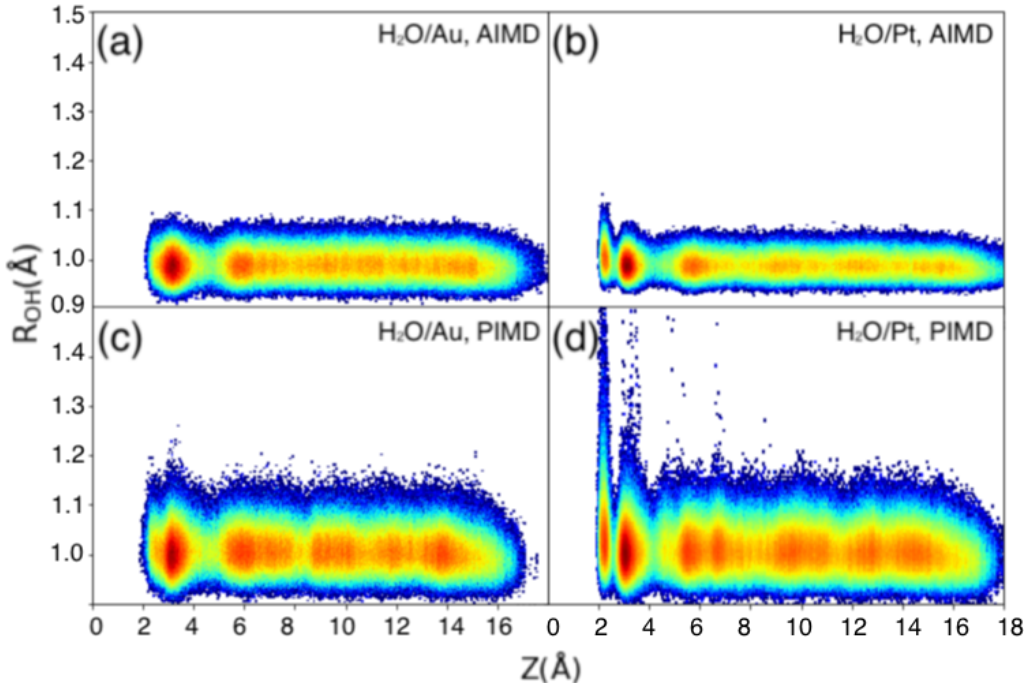 1.5
(a) H₂O/Au, AIMD
(b) H₂O/Pt, AIMD
1.4
1.3
1.2
1.1
1.0
0.9
(c) H₂O/Au, PIMD
(d) H₂O/Pt, PIMD
1.4
1.3
1.2
1.1
1.0
R_OH(Å)
0 2 4 6 8 10 12 14 16 0 2 4 6 8 10 12 14 16 18
Z(Å)